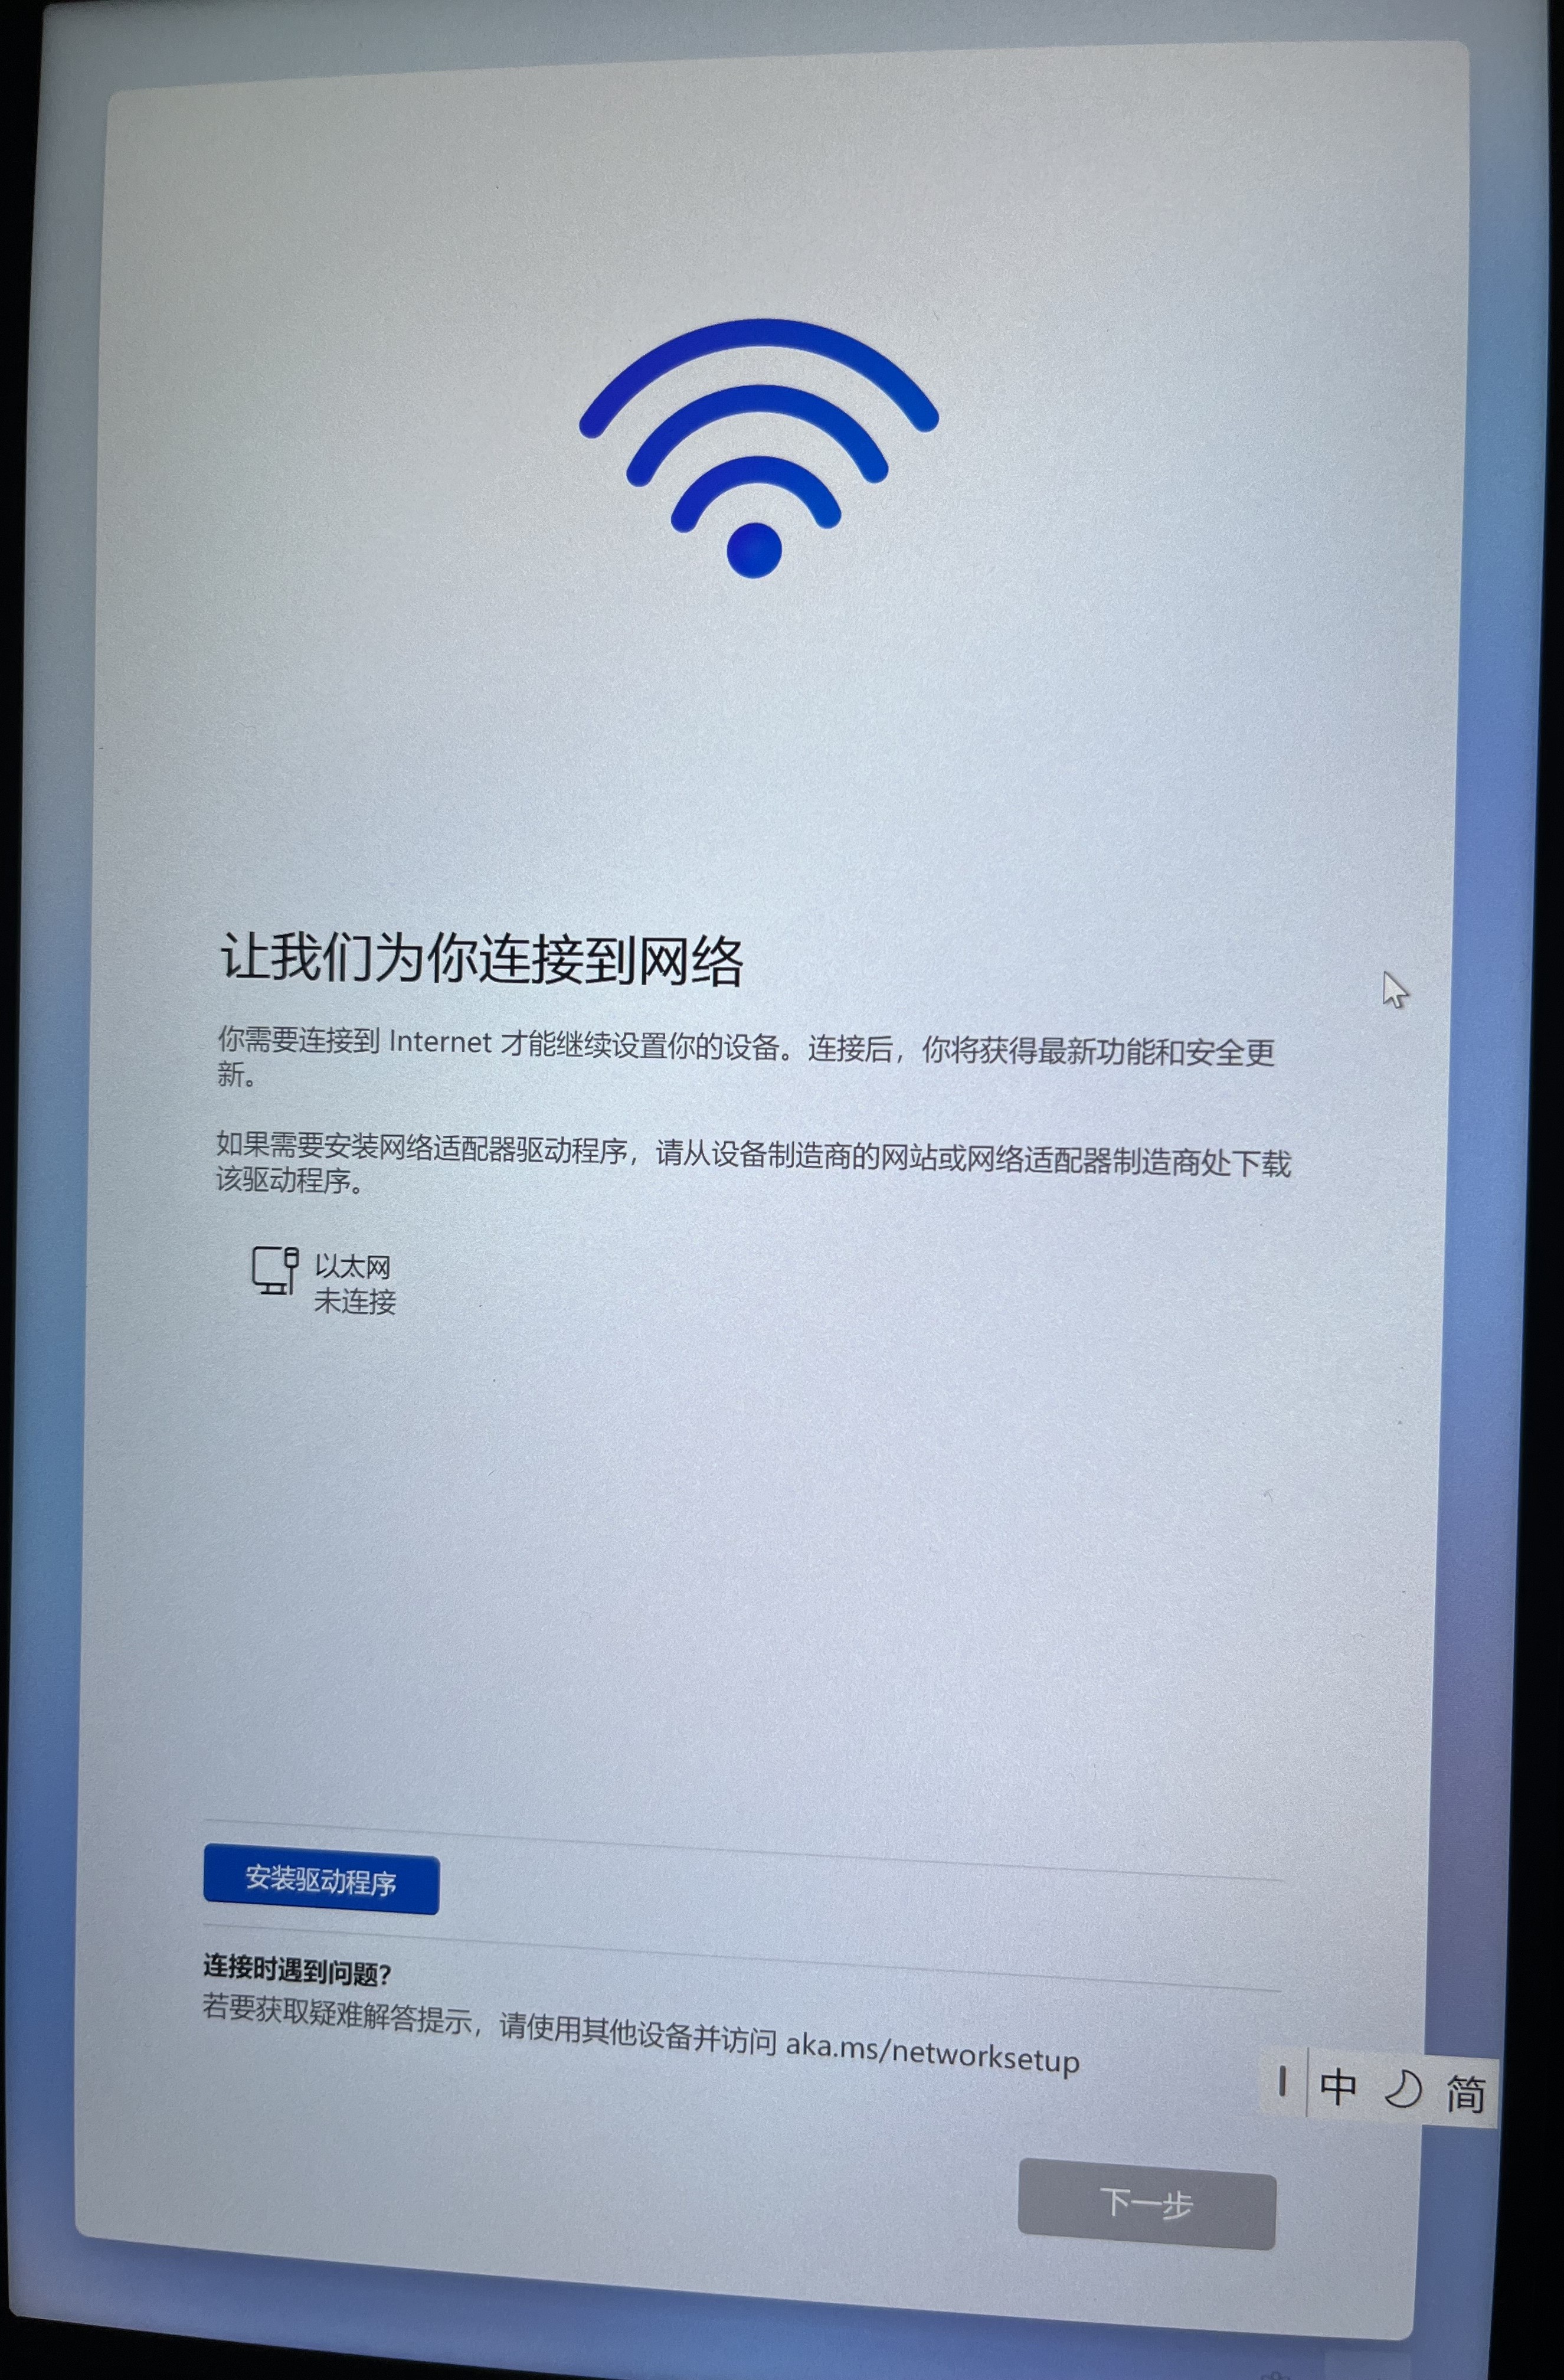 让我们为你连接到网络
你需要连接到 Internet 才能继续设置你的设备。连接后，你将获得最新功能和安全更
新。
如果需要安装网络适配器驱动程序，请从设备制造商的网站或网络适配器制造商处下载
该驱动程序。
以太网
未连接
安装驱动程序
连接时遇到问题?
若要获取疑难解答提示，请使用其他设备并访问 aka.ms/networksetup
中 简
下一步